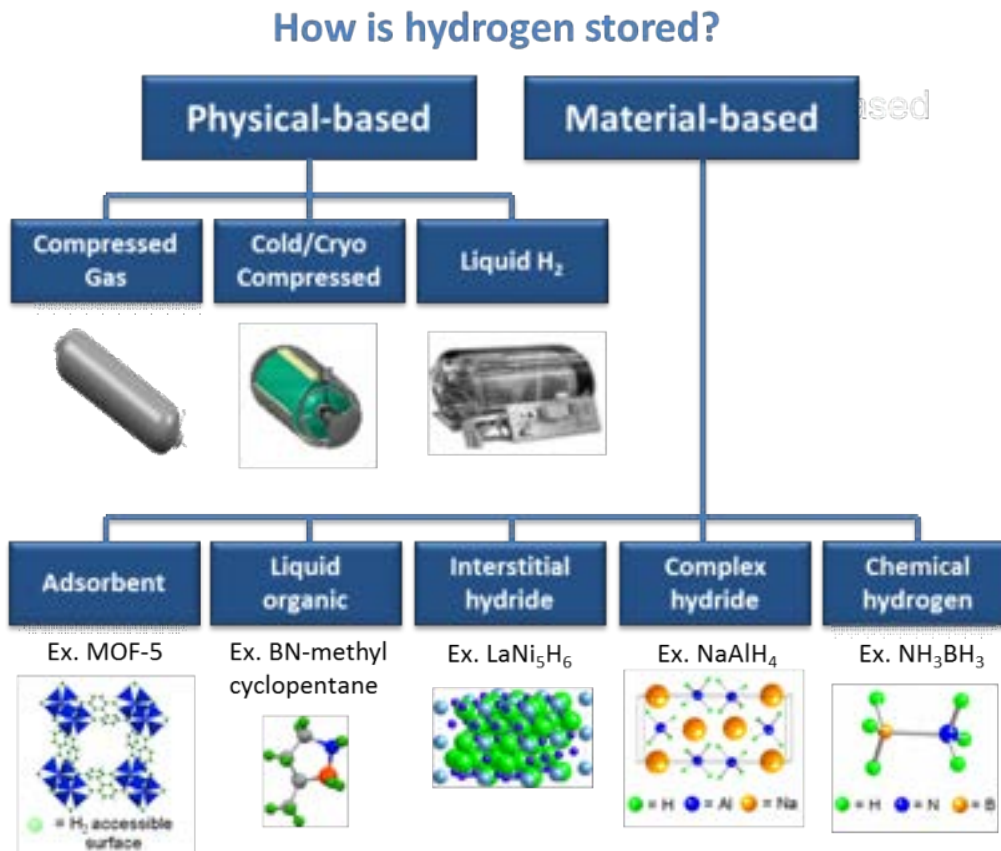 How is hydrogen stored?
Physical-based
Material-based
ased
Compressed
Gas
Cold/Cryo
Compressed
Liquid H₂
Adsorbent
Liquid
organic
Interstitial
hydride
Complex
hydride
Chemical
hydrogen
Ex. MOF-5
Ex. BN-methyl
cyclopentane
Ex. LaNi₅H₆
Ex. NaAlH₄
Ex. NH₃BH₃
= H₂ accessible
surface
= H = Al = Na
= H = N = B